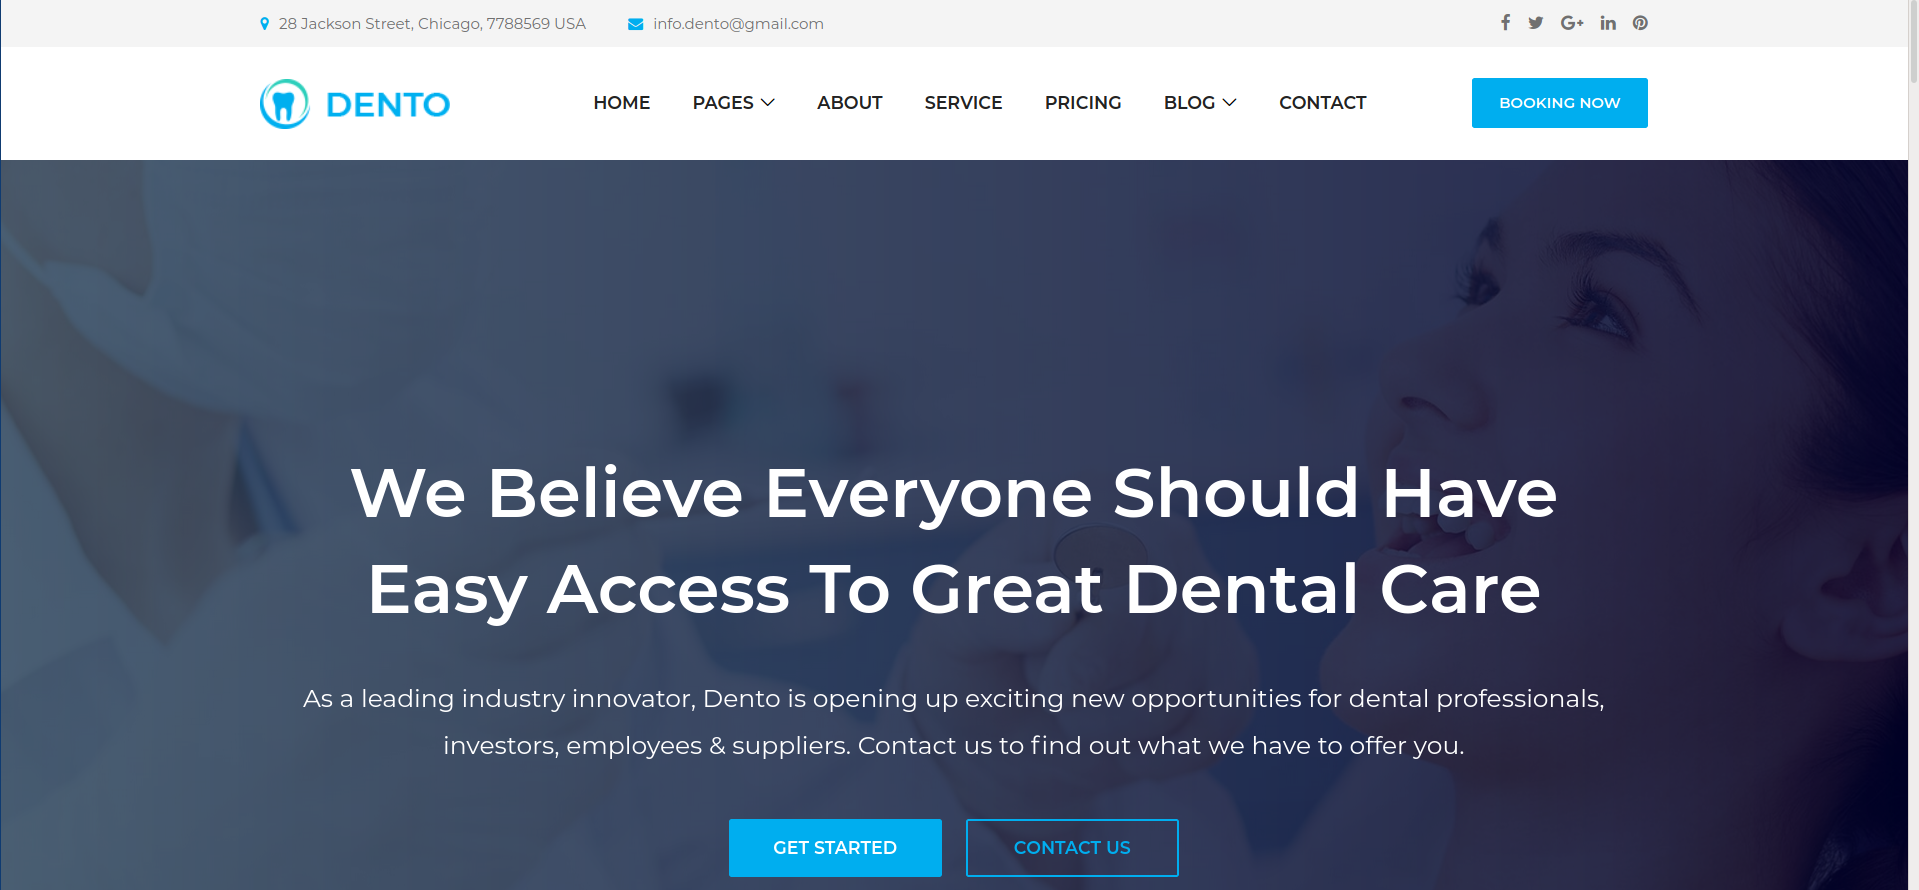 28 Jackson Street, Chicago, 7788569 USA
info.dento@gmail.com
DENTO
HOME
PAGES
ABOUT
SERVICE
PRICING
BLOG
CONTACT
BOOKING NOW
We Believe Everyone Should Have
Easy Access To Great Dental Care
As a leading industry innovator, Dento is opening up exciting new opportunities for dental professionals,
investors, employees & suppliers. Contact us to find out what we have to offer you.
GET STARTED
CONTACT US